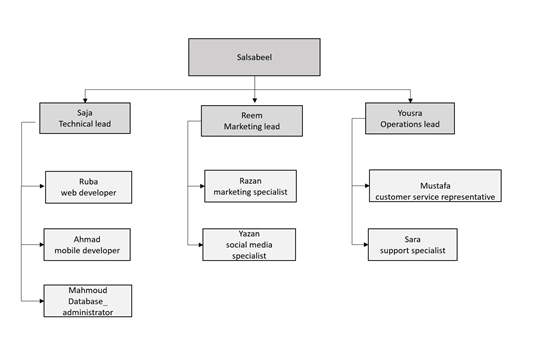 Salsabeel
Saja
Technical lead
Reem
Marketing lead
Yousra
Operations lead
Ruba
web developer
Razan
marketing specialist
Mustafa
customer service representative
Ahmad
mobile developer
Yazan
social media
specialist
Sara
support specialist
Mahmoud
Database_
administrator